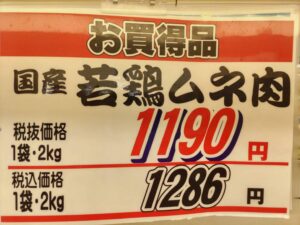 お買得品
国産 若鶏ムネ肉
税抜価格
1袋・2kg 1190円
税込価格
1袋・2kg 1286円